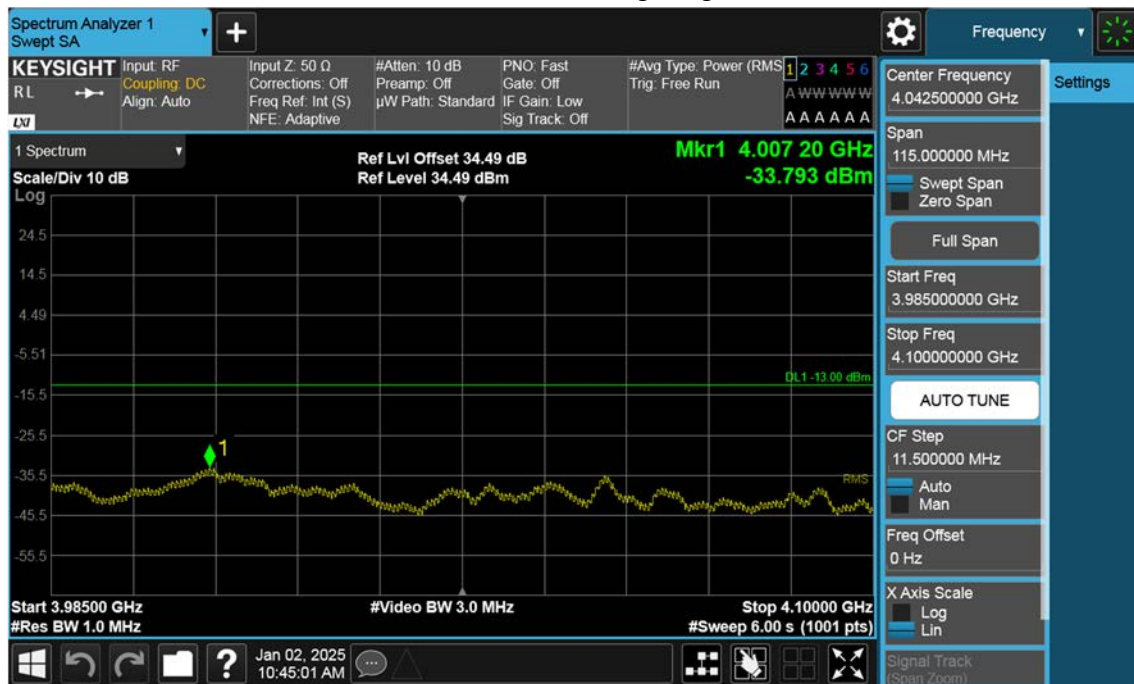 Spectrum Analyzer 1
Swept SA
+
Frequency
KEYSIGHT
RL
LXI
Input: RF
Coupling: DC
Align: Auto
Input Z: 50 Ω
Corrections: Off
Freq Ref: Int (S)
NFE: Adaptive
#Atten: 10 dB
Preamp: Off
µW Path: Standard
PNO: Fast
Gate: Off
IF Gain: Low
Sig Track: Off
#Avg Type: Power (RMS
Trig: Free Run
1 2 3 4 5 6
A W W W W W
A A A A A A
1 Spectrum
Scale/Div 10 dB
Log
Ref Lvl Offset 34.49 dB
Ref Level 34.49 dBm
Mkr1 4.007 20 GHz
-33.793 dBm
24.5
14.5
4.49
-5.51
DL1 -13.00 dBm
-15.5
-25.5
1
-35.5
RMS
-45.5
-55.5
Start 3.98500 GHz
#Res BW 1.0 MHz
#Video BW 3.0 MHz
Stop 4.10000 GHz
#Sweep 6.00 s (1001 pts)
Center Frequency
4.042500000 GHz
Span
115.000000 MHz
Swept Span
Zero Span
Full Span
Start Freq
3.985000000 GHz
Stop Freq
4.100000000 GHz
AUTO TUNE
CF Step
11.500000 MHz
Auto
Man
Freq Offset
0 Hz
X Axis Scale
Log
Lin
Signal Track
(Span Zoom)
Settings
?
Jan 02, 2025
10:45:01 AM